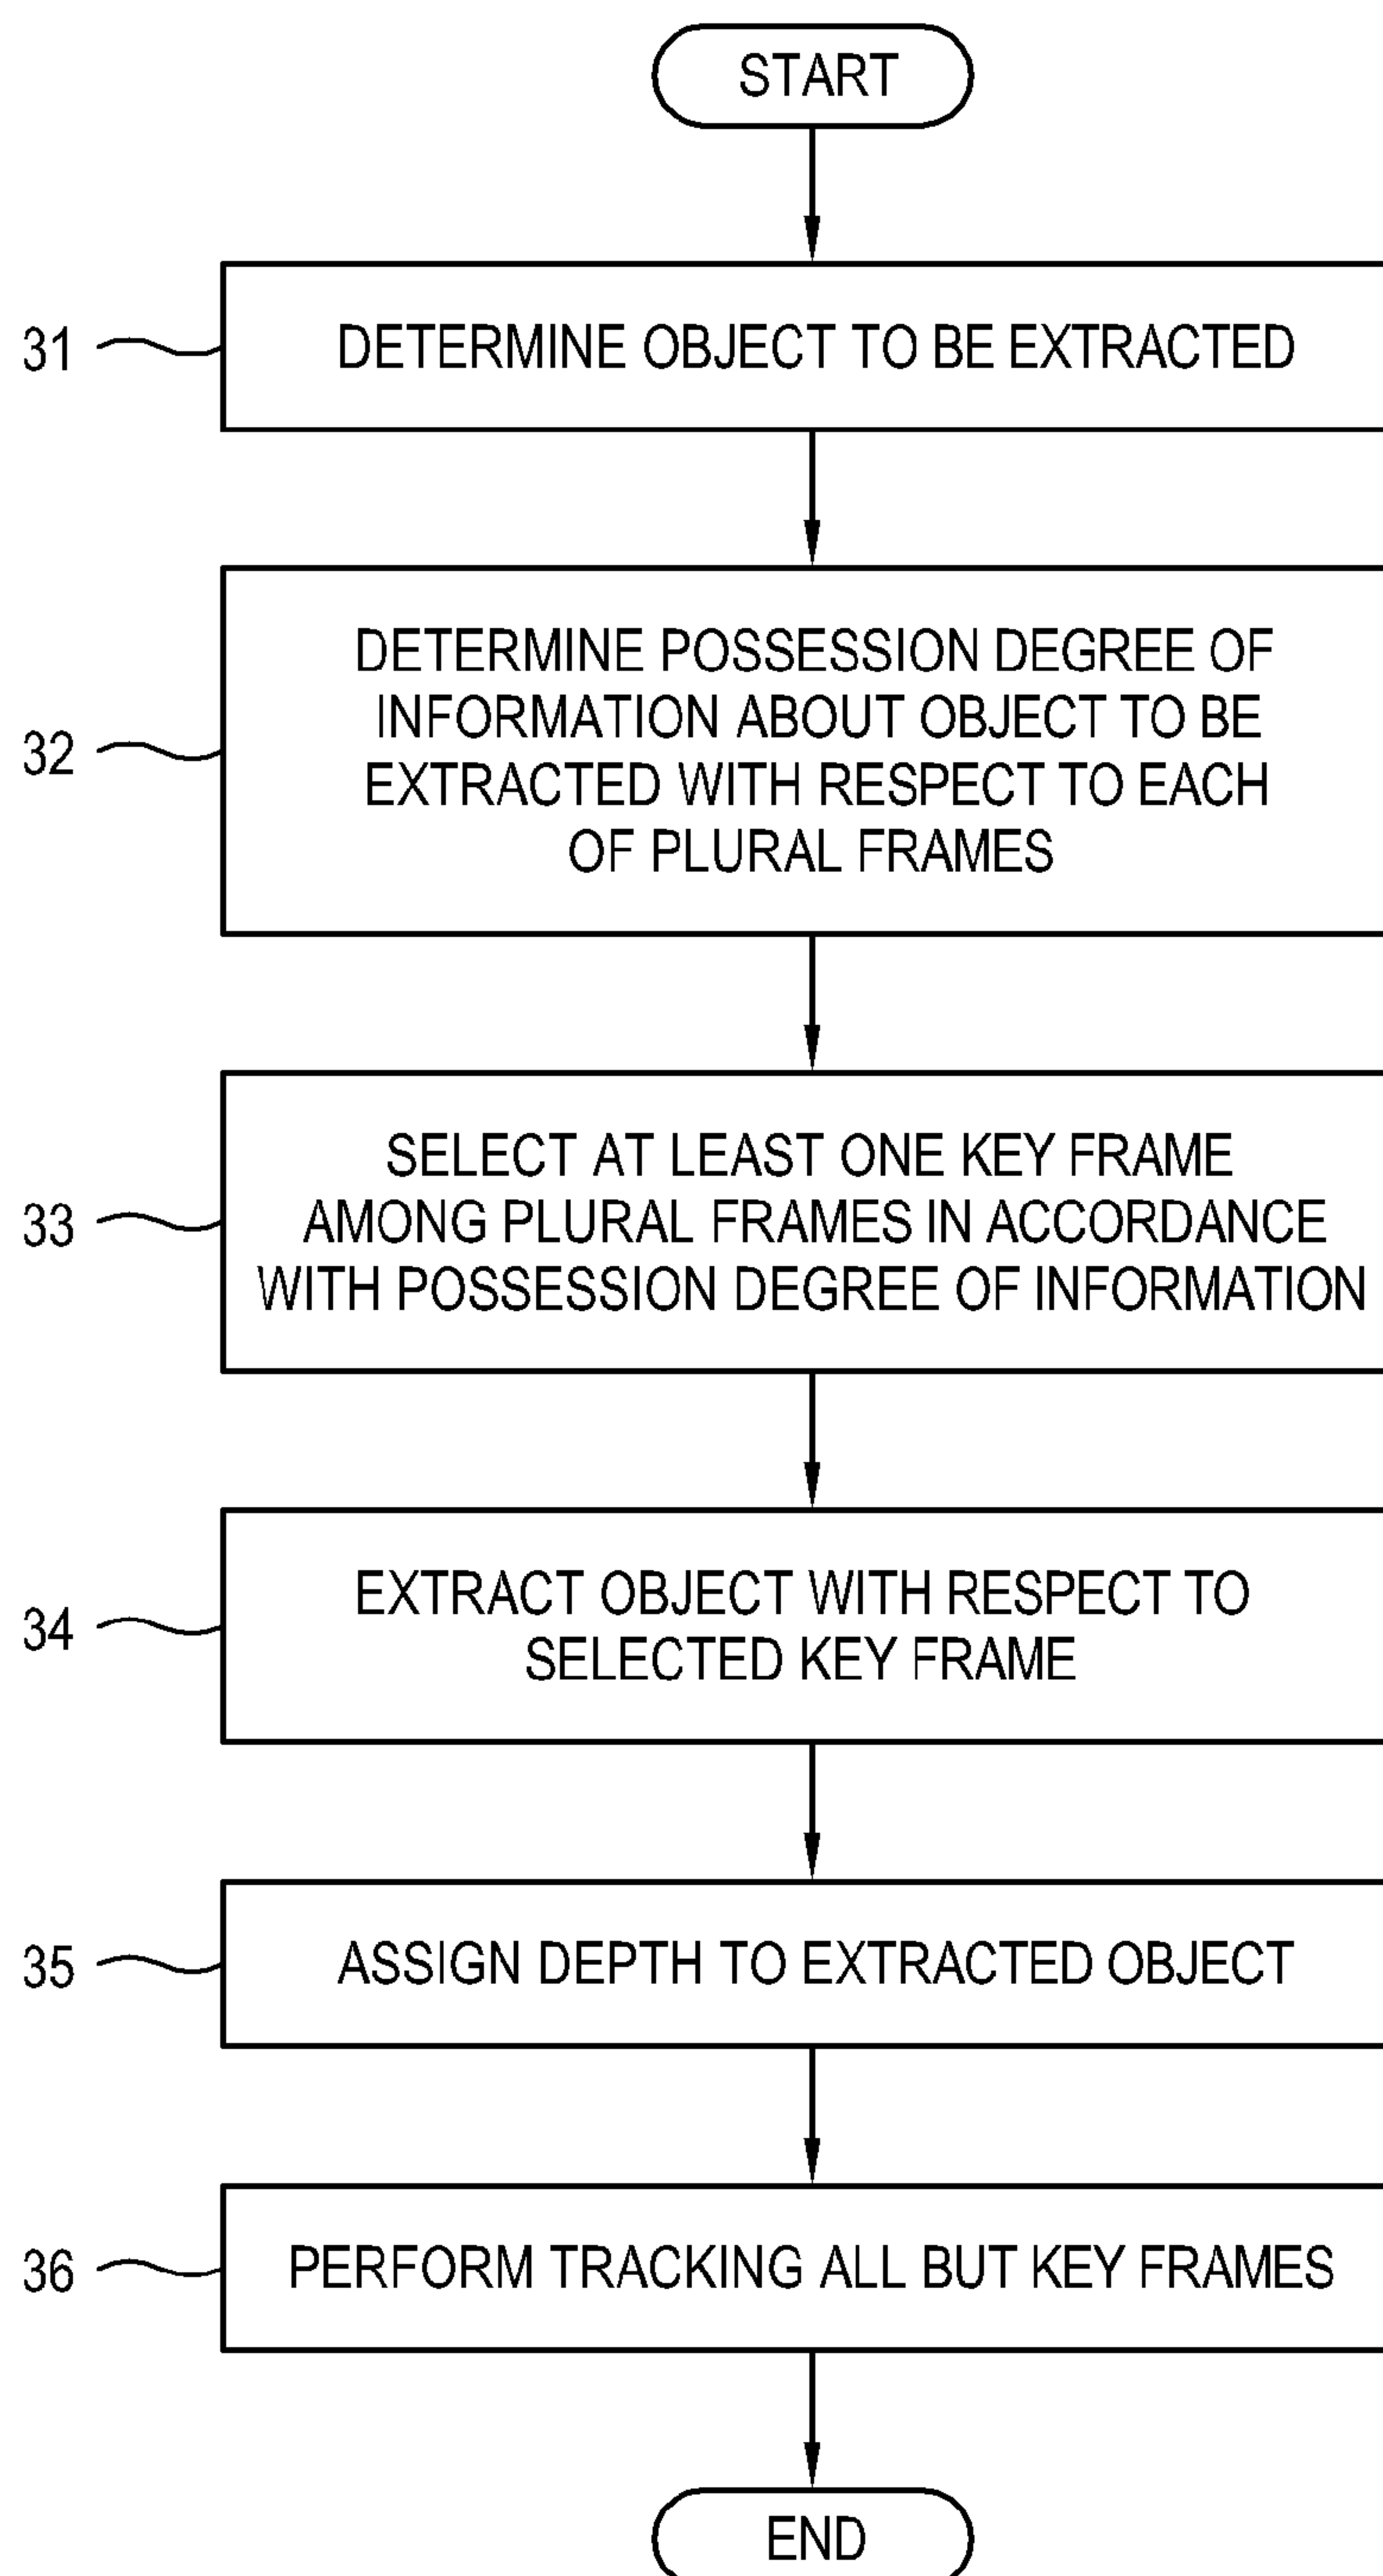 START
31
DETERMINE OBJECT TO BE EXTRACTED
32
DETERMINE POSSESSION DEGREE OF
INFORMATION ABOUT OBJECT TO BE
EXTRACTED WITH RESPECT TO EACH
OF PLURAL FRAMES
33
SELECT AT LEAST ONE KEY FRAME
AMONG PLURAL FRAMES IN ACCORDANCE
WITH POSSESSION DEGREE OF INFORMATION
34
EXTRACT OBJECT WITH RESPECT TO
SELECTED KEY FRAME
35
ASSIGN DEPTH TO EXTRACTED OBJECT
36
PERFORM TRACKING ALL BUT KEY FRAMES
END